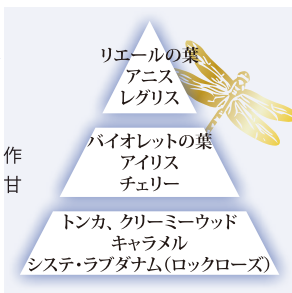 リエールの葉
アニス
レグリス
バイオレットの葉
アイリス
チェリー
作
甘
トンカ、クリーミーウッド
キャラメル
システ・ラブダナム（ロックローズ）